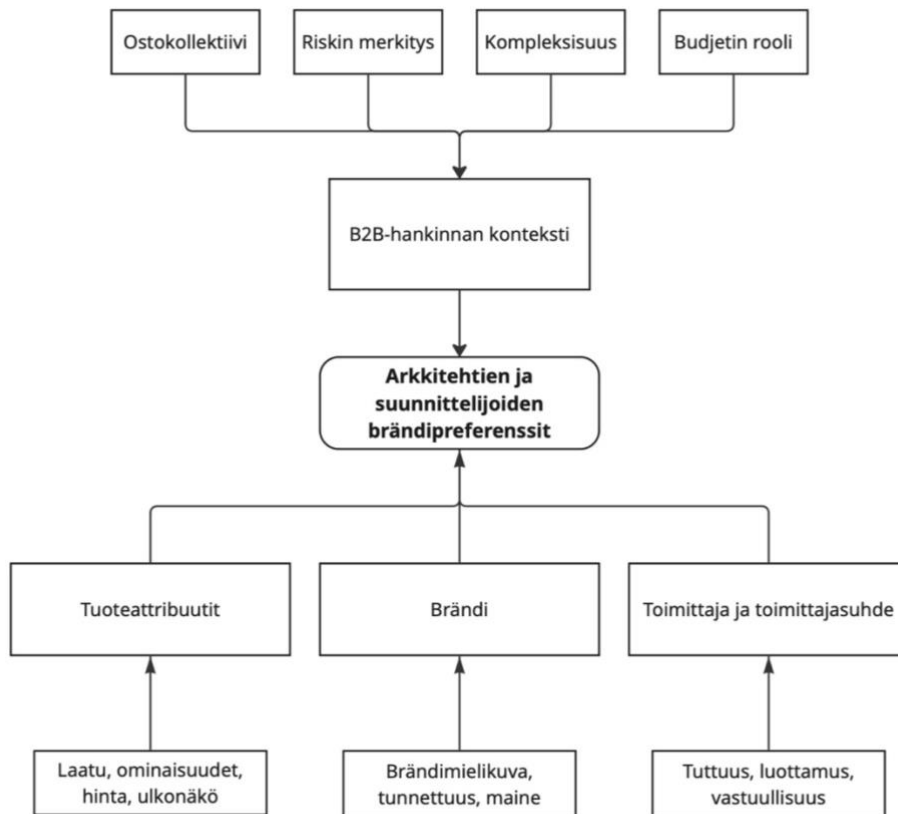 Ostokollektiivi
Riskin merkitys
Kompleksisuus
Budjetin rooli
B2B-hankinnan konteksti
Arkkitehtien ja
suunnittelijoiden
brändipreferenssit
Tuoteattribuutit
Brändi
Toimittaja ja toimittajasuhde
Laatu, ominaisuudet,
hinta, ulkonäkö
Brändimielikuva,
tunnettuus, maine
Tuttuus, luottamus,
vastuullisuus